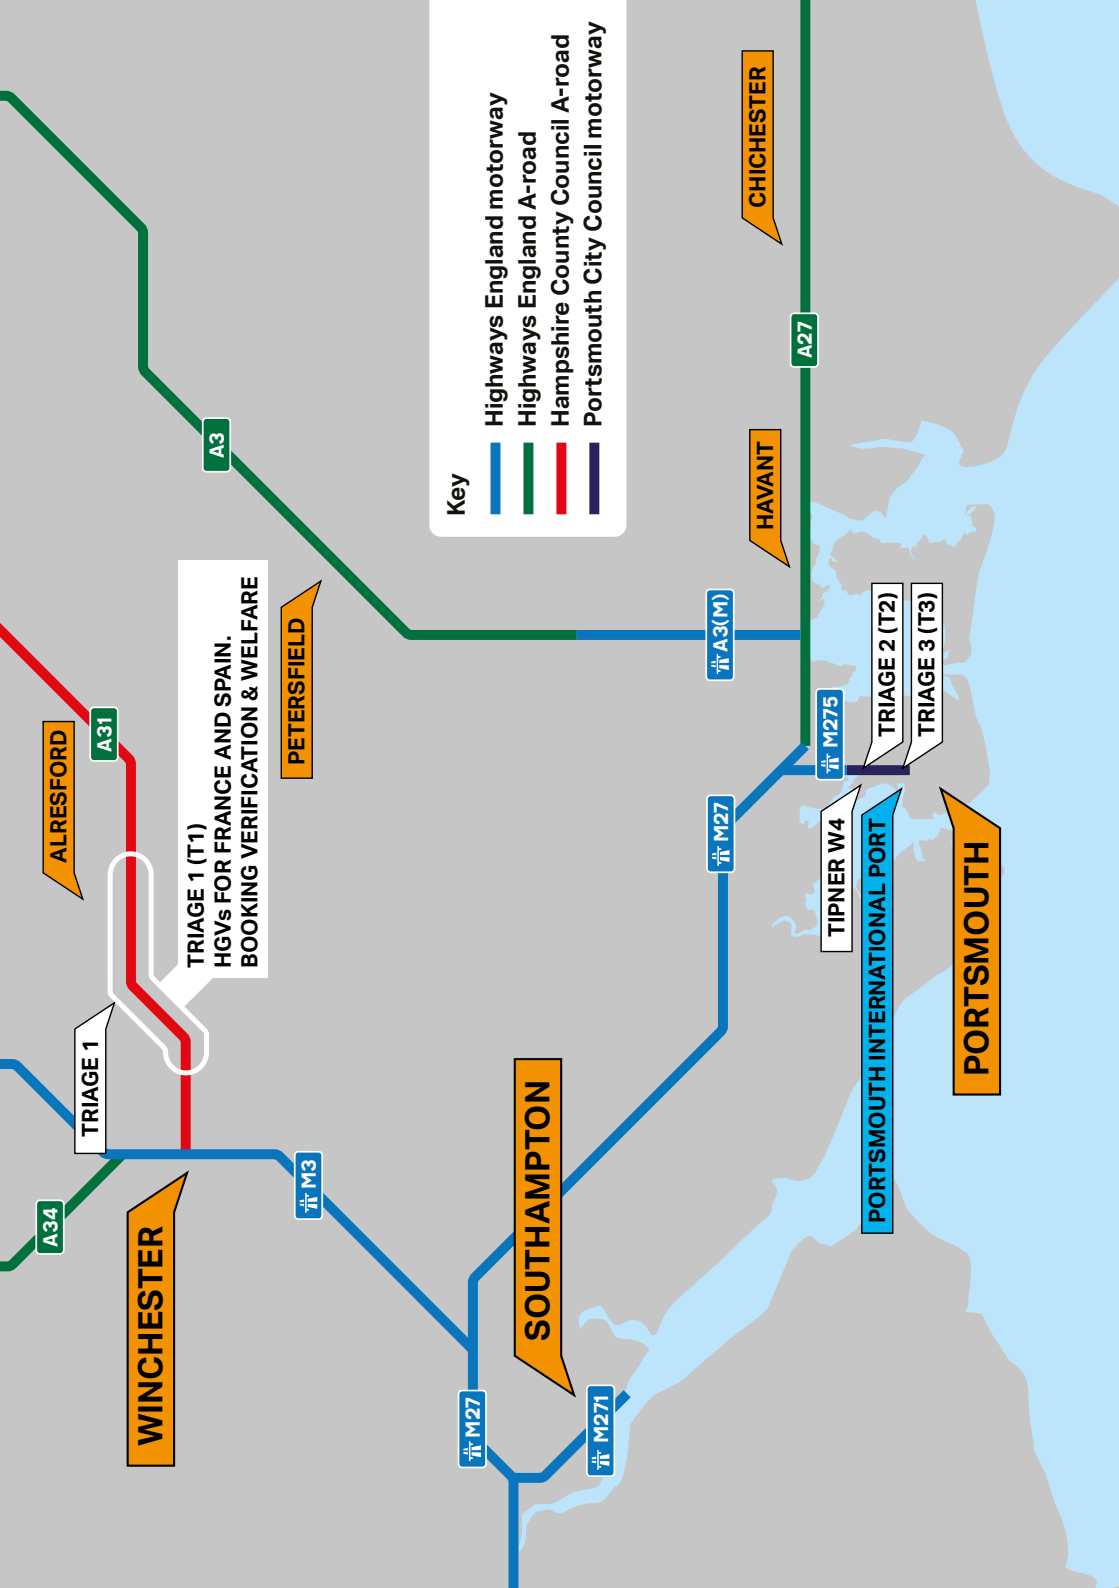 A34
WINCHESTER
TRIAGE 1
ALRESFORD
A31
TRIAGE 1 (T1)
HGVs FOR FRANCE AND SPAIN.
BOOKING VERIFICATION & WELFARE
A3
PETERSFIELD
M3
Key
Highways England motorway
Highways England A-road
Hampshire County Council A-road
Portsmouth City Council motorway
M27
SOUTHAMPTON
M271
M27
A3(M)
HAVANT
CHICHESTER
A27
M275
TIPNER W4
TRIAGE 2 (T2)
PORTSMOUTH INTERNATIONAL PORT
TRIAGE 3 (T3)
PORTSMOUTH